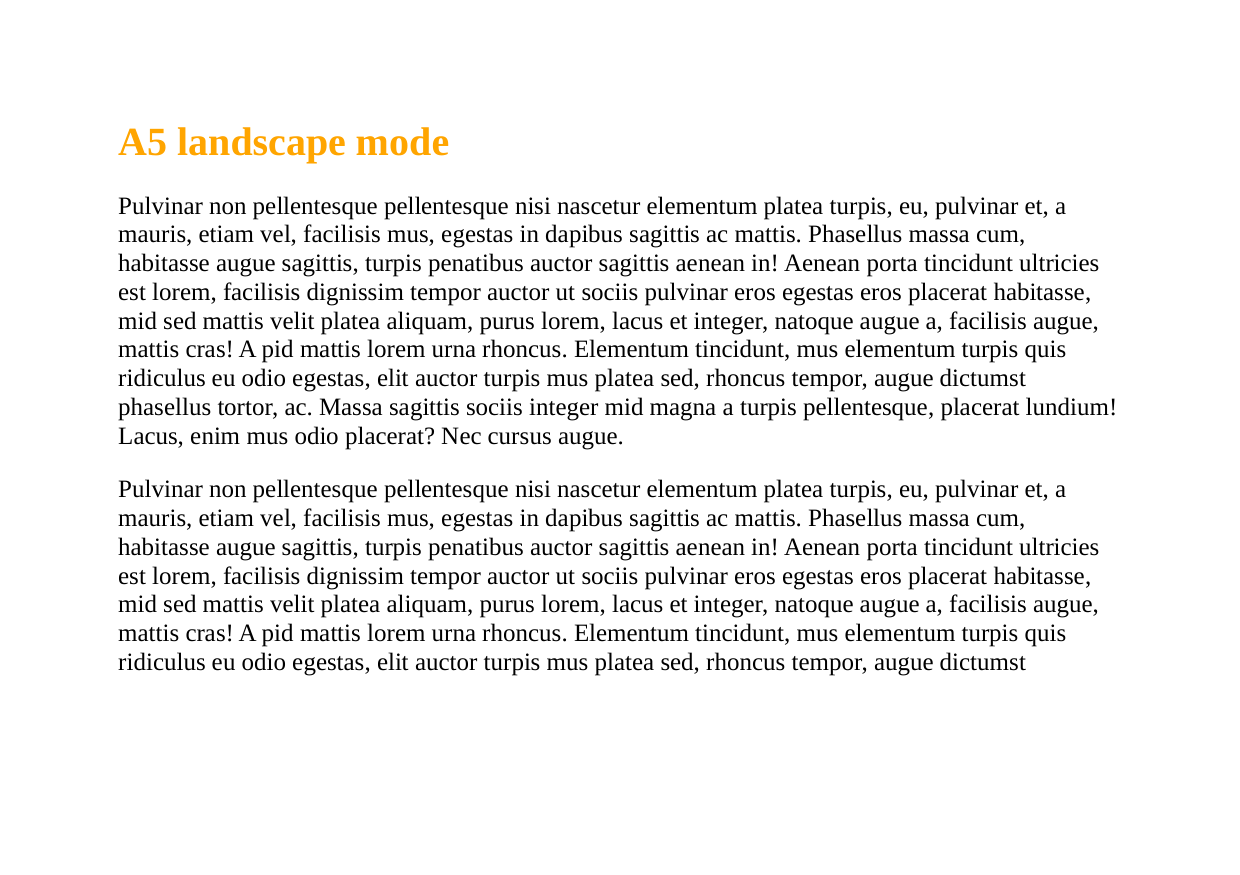 A5 landscape mode
Pulvinar non pellentesque pellentesque nisi nascetur elementum platea turpis, eu, pulvinar et, a
mauris, etiam vel, facilisis mus, egestas in dapibus sagittis ac mattis. Phasellus massa cum,
habitasse augue sagittis, turpis penatibus auctor sagittis aenean in! Aenean porta tincidunt ultricies
est lorem, facilisis dignissim tempor auctor ut sociis pulvinar eros egestas eros placerat habitasse,
mid sed mattis velit platea aliquam, purus lorem, lacus et integer, natoque augue a, facilisis augue,
mattis cras! A pid mattis lorem urna rhoncus. Elementum tincidunt, mus elementum turpis quis
ridiculus eu odio egestas, elit auctor turpis mus platea sed, rhoncus tempor, augue dictumst
phasellus tortor, ac. Massa sagittis sociis integer mid magna a turpis pellentesque, placerat lundium!
Lacus, enim mus odio placerat? Nec cursus augue.
Pulvinar non pellentesque pellentesque nisi nascetur elementum platea turpis, eu, pulvinar et, a
mauris, etiam vel, facilisis mus, egestas in dapibus sagittis ac mattis. Phasellus massa cum,
habitasse augue sagittis, turpis penatibus auctor sagittis aenean in! Aenean porta tincidunt ultricies
est lorem, facilisis dignissim tempor auctor ut sociis pulvinar eros egestas eros placerat habitasse,
mid sed mattis velit platea aliquam, purus lorem, lacus et integer, natoque augue a, facilisis augue,
mattis cras! A pid mattis lorem urna rhoncus. Elementum tincidunt, mus elementum turpis quis
ridiculus eu odio egestas, elit auctor turpis mus platea sed, rhoncus tempor, augue dictumst